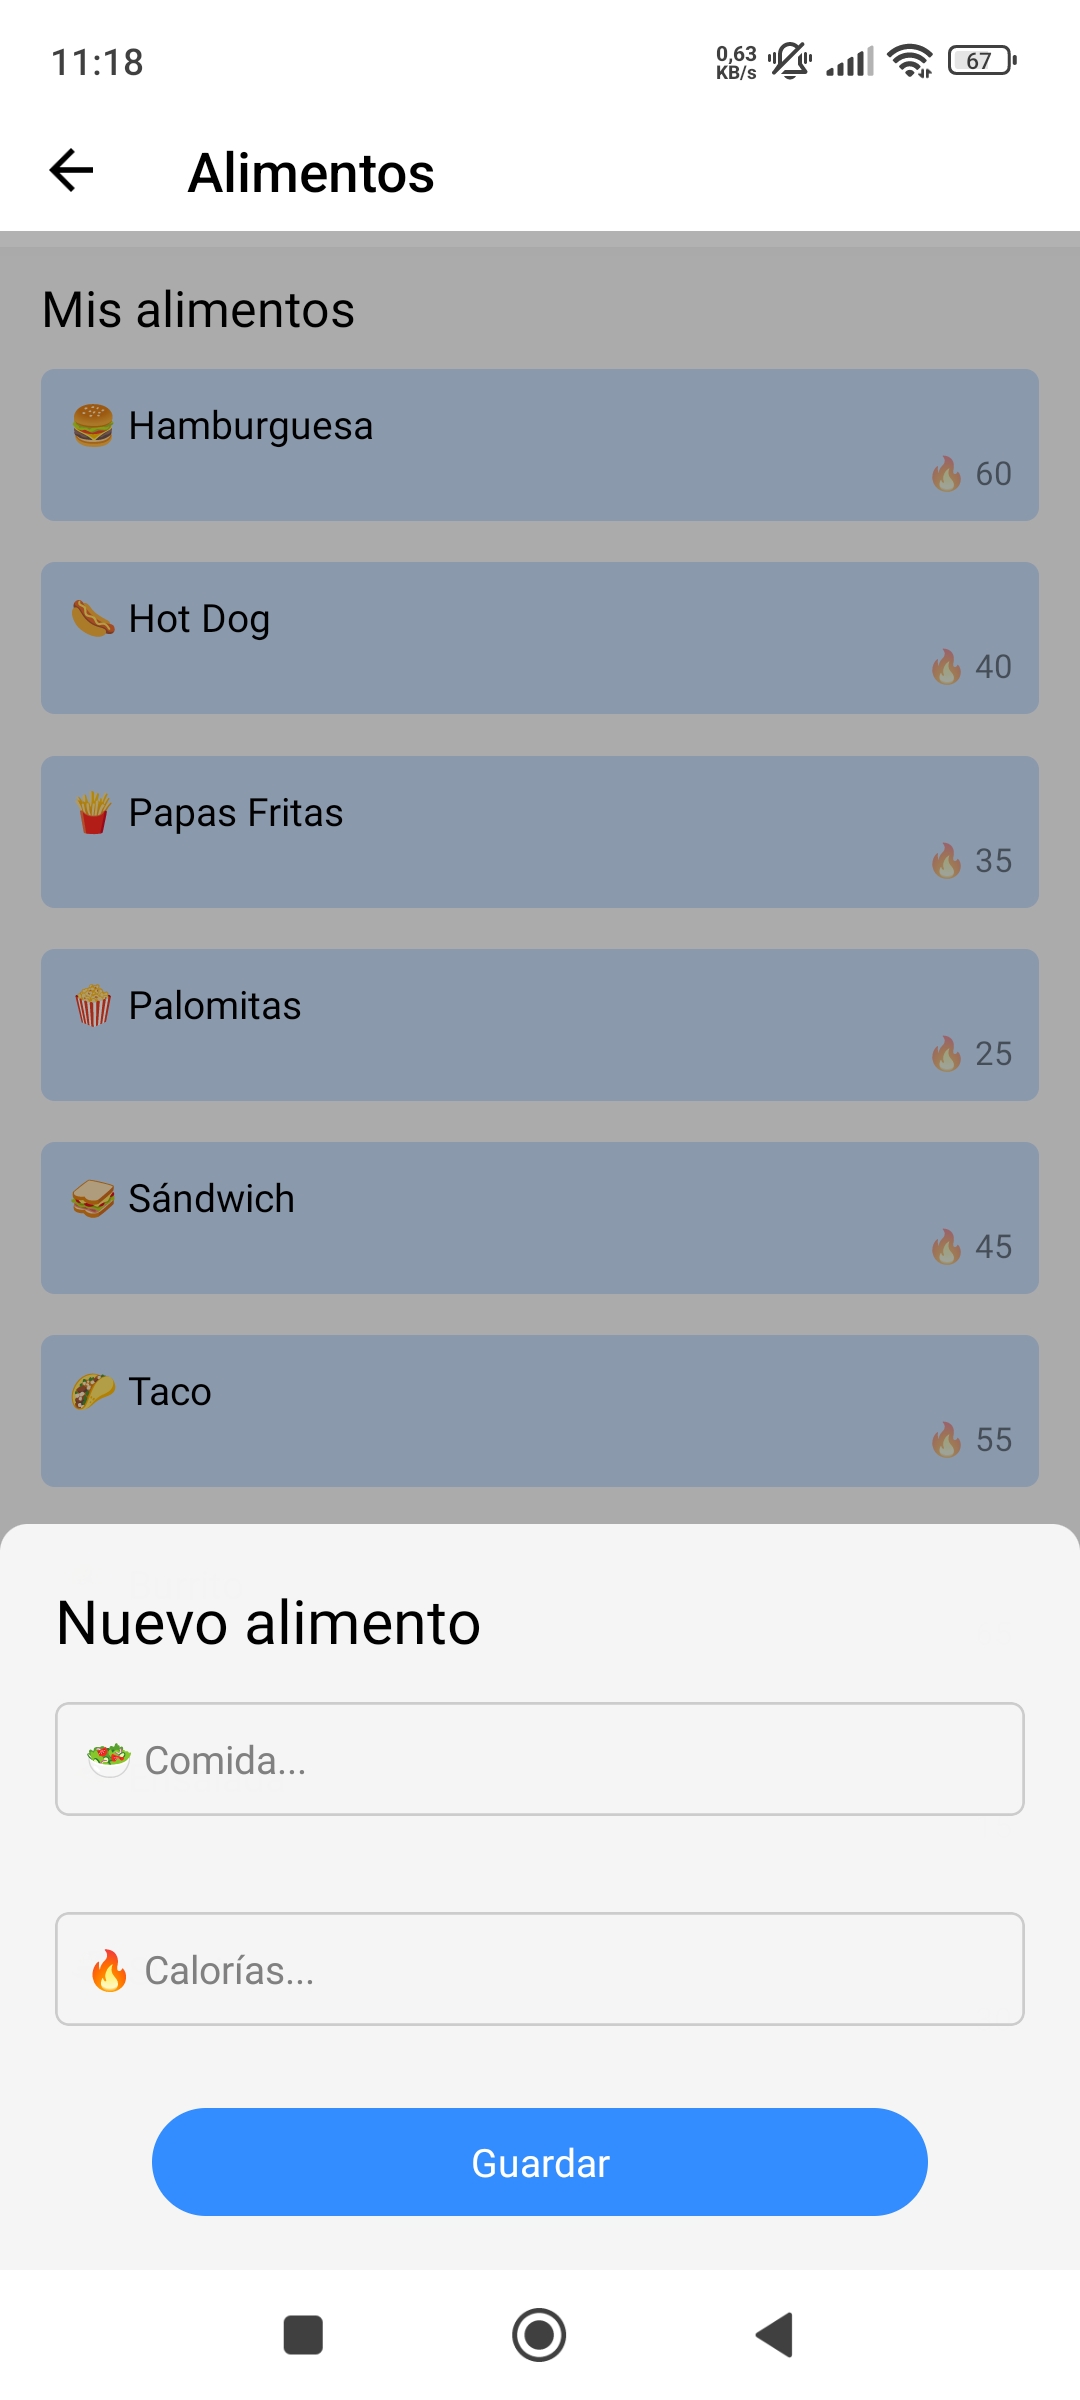 11:18
0,63
KB/s
67
Alimentos
Mis alimentos
🍔 Hamburguesa
🔥 60
🌭 Hot Dog
🔥 40
🍟 Papas Fritas
🔥 35
🍿 Palomitas
🔥 25
🥪 Sándwich
🔥 45
🌮 Taco
🔥 55
Nuevo alimento
🥗 Comida...
🔥 Calorías...
Guardar